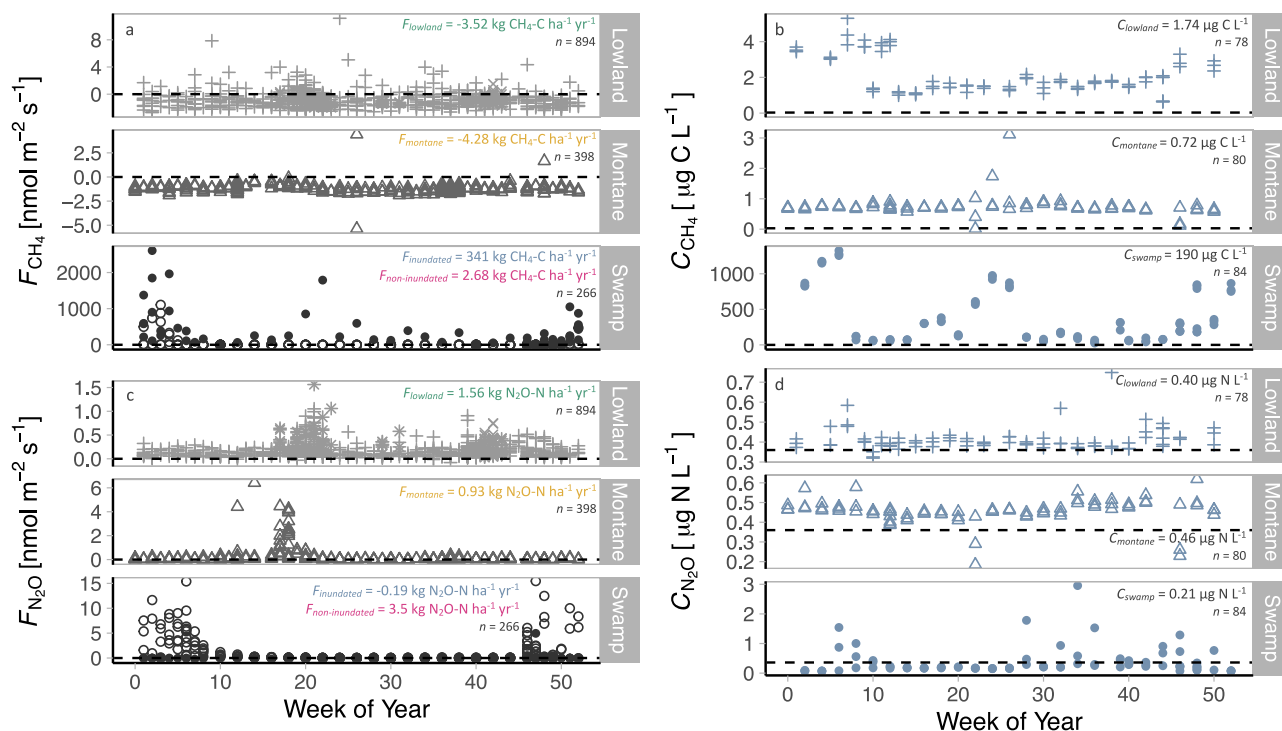 a
F_lowland = -3.52 kg CH₄-C ha⁻¹ yr⁻¹
n = 894
Lowland
8
4
0
F_montane = -4.28 kg CH₄-C ha⁻¹ yr⁻¹
n = 398
Montane
2.5
0.0
−2.5
−5.0
F_inundated = 341 kg CH₄-C ha⁻¹ yr⁻¹
F_non-inundated = 2.68 kg CH₄-C ha⁻¹ yr⁻¹
n = 266
Swamp
2000
1000
0
F_CH₄ [nmol m⁻² s⁻¹]
b
C_lowland = 1.74 µg C L⁻¹
n = 78
Lowland
4
2
0
C_montane = 0.72 µg C L⁻¹
n = 80
Montane
3
2
1
0
C_swamp = 190 µg C L⁻¹
n = 84
Swamp
1000
500
0
C_CH₄ [ µg C L⁻¹]
c
F_lowland = 1.56 kg N₂O-N ha⁻¹ yr⁻¹
n = 894
Lowland
1.5
1.0
0.5
0.0
F_montane = 0.93 kg N₂O-N ha⁻¹ yr⁻¹
n = 398
Montane
6
4
2
0
F_inundated = -0.19 kg N₂O-N ha⁻¹ yr⁻¹
F_non-inundated = 3.5 kg N₂O-N ha⁻¹ yr⁻¹
n = 266
Swamp
15
10
5
0
F_N₂O [nmol m⁻² s⁻¹]
0 10 20 30 40 50
Week of Year
d
C_lowland = 0.40 µg N L⁻¹
n = 78
Lowland
0.7
0.6
0.5
0.4
0.3
C_montane = 0.46 µg N L⁻¹
n = 80
Montane
0.6
0.5
0.4
0.3
0.2
C_swamp = 0.21 µg N L⁻¹
n = 84
Swamp
3
2
1
0
C_N₂O [ µg N L⁻¹]
0 10 20 30 40 50
Week of Year